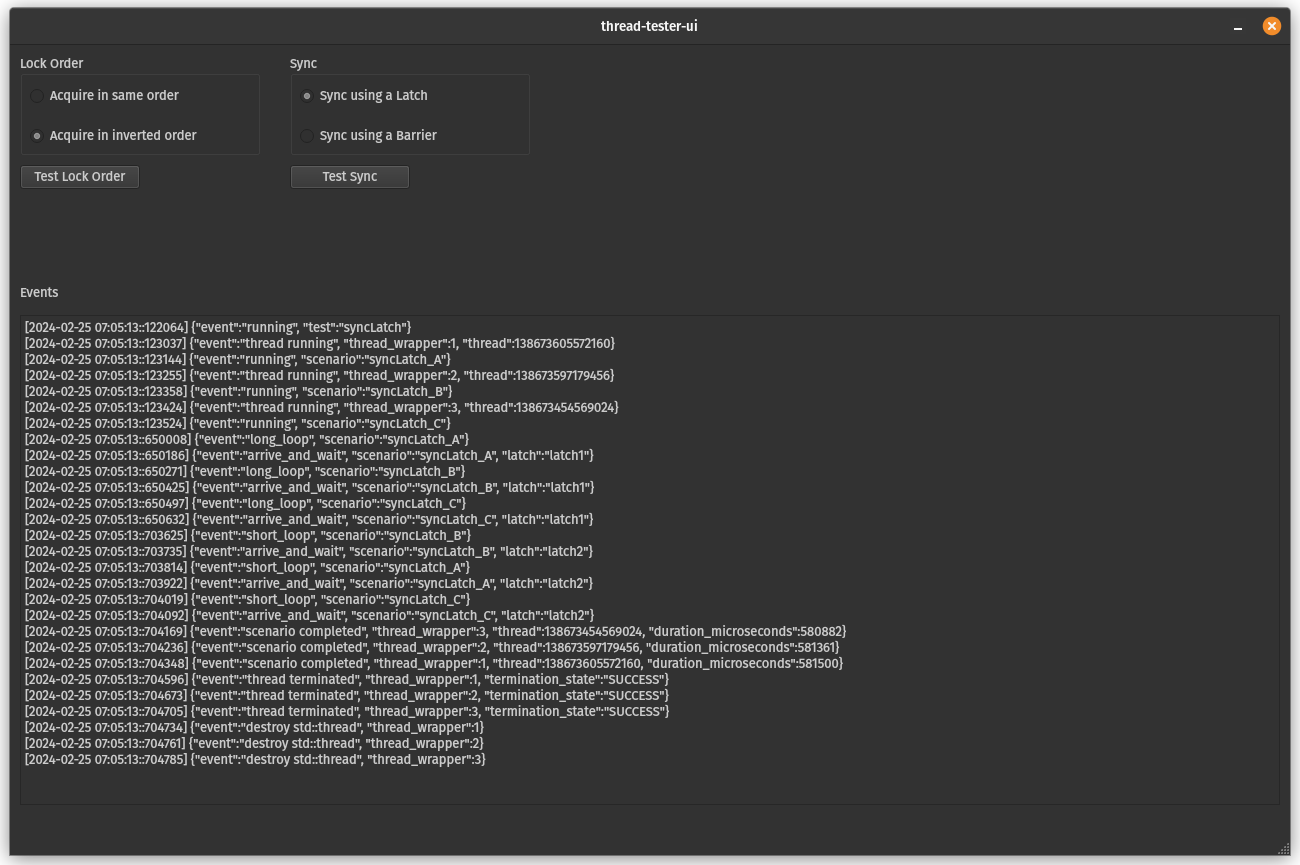 thread-tester-ui
Lock Order
Sync
Acquire in same order
Sync using a Latch
Acquire in inverted order
Sync using a Barrier
Test Lock Order
Test Sync
Events
[2024-02-25 07:05:13::122064] {"event":"running", "test":"syncLatch"}
[2024-02-25 07:05:13::123037] {"event":"thread running", "thread_wrapper":1, "thread":138673605572160}
[2024-02-25 07:05:13::123144] {"event":"running", "scenario":"syncLatch_A"}
[2024-02-25 07:05:13::123255] {"event":"thread running", "thread_wrapper":2, "thread":138673597179456}
[2024-02-25 07:05:13::123358] {"event":"running", "scenario":"syncLatch_B"}
[2024-02-25 07:05:13::123424] {"event":"thread running", "thread_wrapper":3, "thread":138673454569024}
[2024-02-25 07:05:13::123524] {"event":"running", "scenario":"syncLatch_C"}
[2024-02-25 07:05:13::650008] {"event":"long_loop", "scenario":"syncLatch_A"}
[2024-02-25 07:05:13::650186] {"event":"arrive_and_wait", "scenario":"syncLatch_A", "latch":"latch1"}
[2024-02-25 07:05:13::650271] {"event":"long_loop", "scenario":"syncLatch_B"}
[2024-02-25 07:05:13::650425] {"event":"arrive_and_wait", "scenario":"syncLatch_B", "latch":"latch1"}
[2024-02-25 07:05:13::650497] {"event":"long_loop", "scenario":"syncLatch_C"}
[2024-02-25 07:05:13::650632] {"event":"arrive_and_wait", "scenario":"syncLatch_C", "latch":"latch1"}
[2024-02-25 07:05:13::703625] {"event":"short_loop", "scenario":"syncLatch_B"}
[2024-02-25 07:05:13::703735] {"event":"arrive_and_wait", "scenario":"syncLatch_B", "latch":"latch2"}
[2024-02-25 07:05:13::703814] {"event":"short_loop", "scenario":"syncLatch_A"}
[2024-02-25 07:05:13::703922] {"event":"arrive_and_wait", "scenario":"syncLatch_A", "latch":"latch2"}
[2024-02-25 07:05:13::704019] {"event":"short_loop", "scenario":"syncLatch_C"}
[2024-02-25 07:05:13::704092] {"event":"arrive_and_wait", "scenario":"syncLatch_C", "latch":"latch2"}
[2024-02-25 07:05:13::704169] {"event":"scenario completed", "thread_wrapper":3, "thread":138673454569024, "duration_microseconds":580882}
[2024-02-25 07:05:13::704236] {"event":"scenario completed", "thread_wrapper":2, "thread":138673597179456, "duration_microseconds":581361}
[2024-02-25 07:05:13::704348] {"event":"scenario completed", "thread_wrapper":1, "thread":138673605572160, "duration_microseconds":581500}
[2024-02-25 07:05:13::704596] {"event":"thread terminated", "thread_wrapper":1, "termination_state":"SUCCESS"}
[2024-02-25 07:05:13::704673] {"event":"thread terminated", "thread_wrapper":2, "termination_state":"SUCCESS"}
[2024-02-25 07:05:13::704705] {"event":"thread terminated", "thread_wrapper":3, "termination_state":"SUCCESS"}
[2024-02-25 07:05:13::704734] {"event":"destroy std::thread", "thread_wrapper":1}
[2024-02-25 07:05:13::704761] {"event":"destroy std::thread", "thread_wrapper":2}
[2024-02-25 07:05:13::704785] {"event":"destroy std::thread", "thread_wrapper":3}